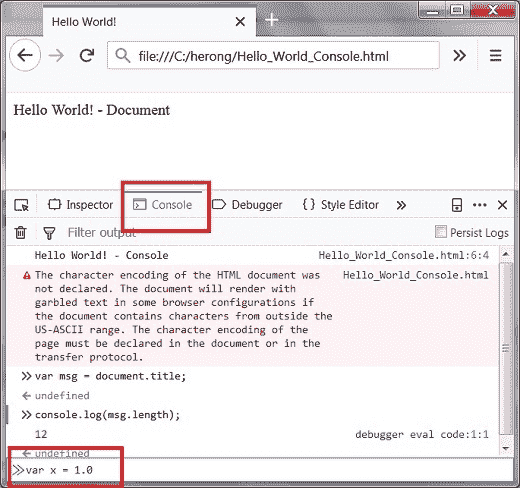 Hello World!
file:///C:/herong/Hello_World_Console.html
Hello World! - Document
Inspector Console Debugger {} Style Editor
Filter output Persist Logs
Hello World! - Console Hello_World_Console.html:6:4
The character encoding of the HTML document was Hello_World_Console.html
not declared. The document will render with
garbled text in some browser configurations if
the document contains characters from outside the
US-ASCII range. The character encoding of the
page must be declared in the document or in the
transfer protocol.
>> var msg = document.title;
← undefined
>> console.log(msg.length);
12 debugger eval code:1:1
← undefined
>> var x = 1.0